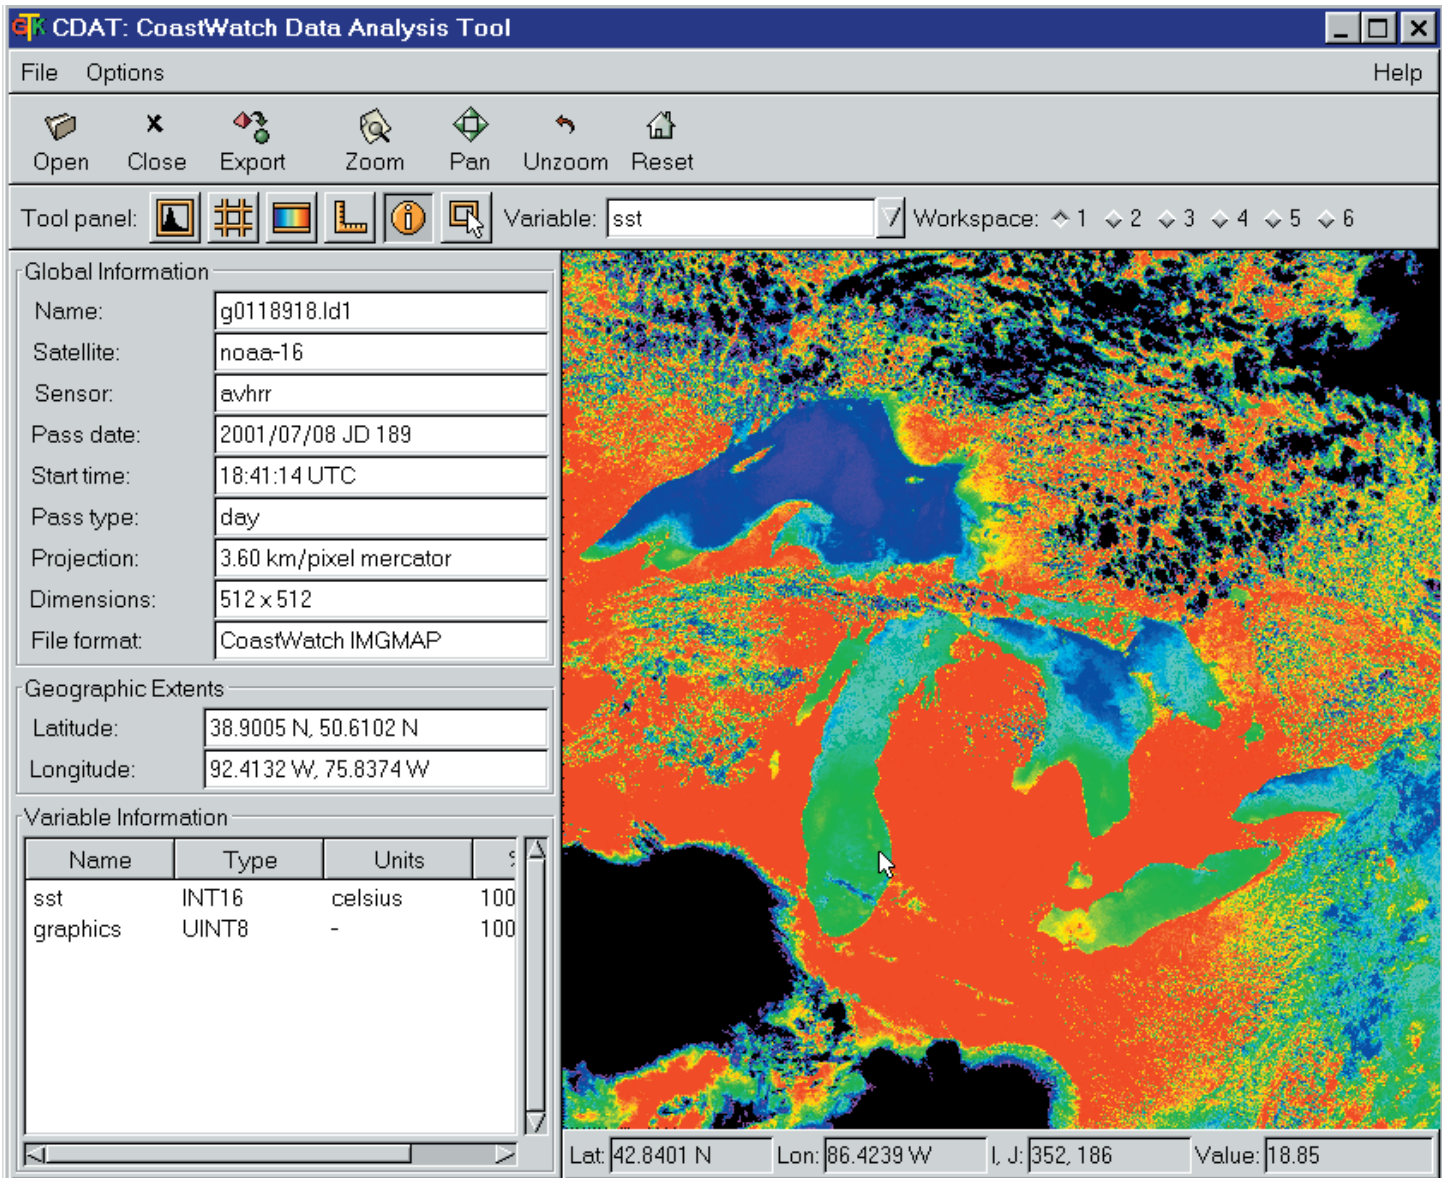 GTK CDAT: CoastWatch Data Analysis Tool
File Options Help
Open Close Export Zoom Pan Unzoom Reset
Tool panel: Variable: sst Workspace: 1 2 3 4 5 6
Global Information
Name: g0118918.ld1
Satellite: noaa-16
Sensor: avhrr
Pass date: 2001/07/08 JD 189
Start time: 18:41:14 UTC
Pass type: day
Projection: 3.60 km/pixel mercator
Dimensions: 512 x 512
File format: CoastWatch IMGMAP
Geographic Extents
Latitude: 38.9005 N, 50.6102 N
Longitude: 92.4132 W, 75.8374 W
Variable Information
Name Type Units
sst INT16 celsius 100
graphics UINT8 - 100
Lat: 42.8401 N Lon: 86.4239 W I, J: 352, 186 Value: 18.85